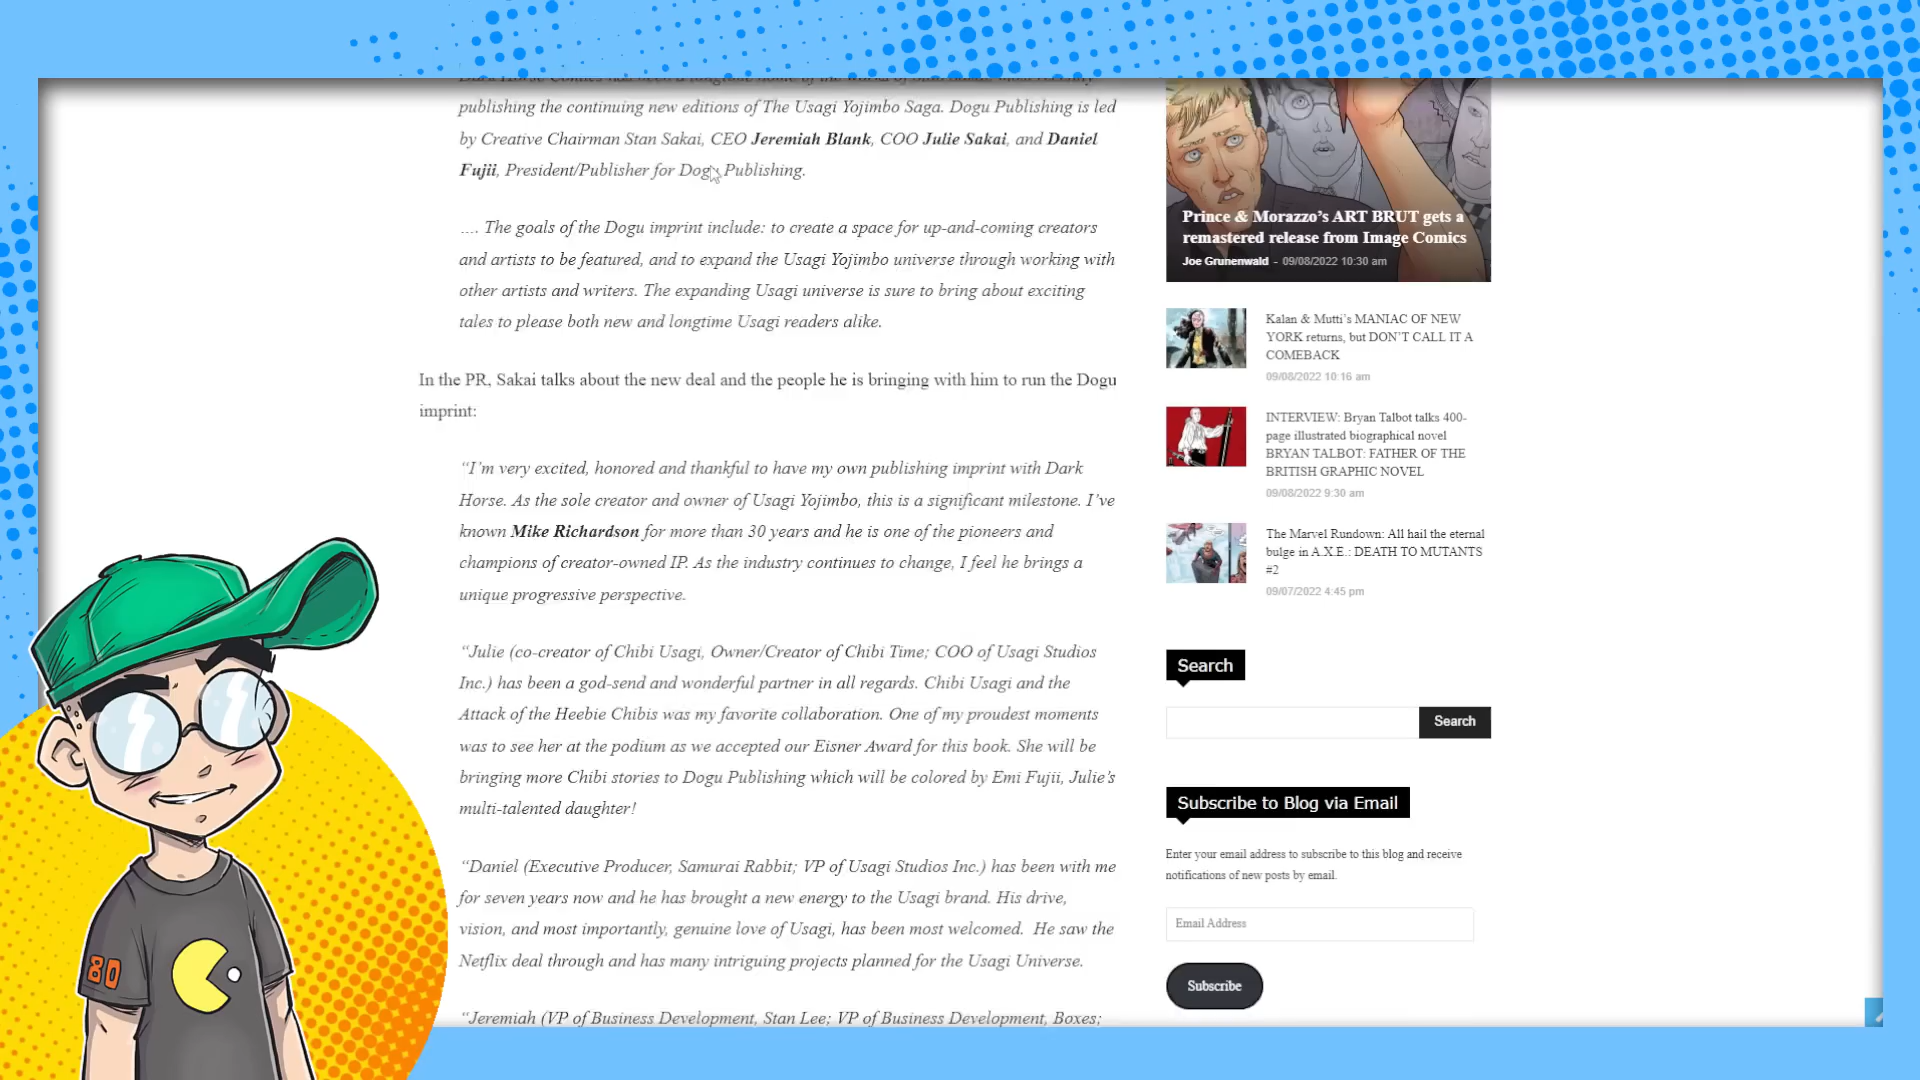 publishing the continuing new editions of The Usagi Yojimbo Saga. Dogu Publishing is led
by Creative Chairman Stan Sakai, CEO Jeremiah Blank, COO Julie Sakai, and Daniel
Fujii, President/Publisher for Dogu Publishing.
…. The goals of the Dogu imprint include: to create a space for up-and-coming creators
and artists to be featured, and to expand the Usagi Yojimbo universe through working with
other artists and writers. The expanding Usagi universe is sure to bring about exciting
tales to please both new and longtime Usagi readers alike.
In the PR, Sakai talks about the new deal and the people he is bringing with him to run the Dogu
imprint:
“I’m very excited, honored and thankful to have my own publishing imprint with Dark
Horse. As the sole creator and owner of Usagi Yojimbo, this is a significant milestone. I’ve
known Mike Richardson for more than 30 years and he is one of the pioneers and
champions of creator-owned IP. As the industry continues to change, I feel he brings a
unique progressive perspective.
“Julie (co-creator of Chibi Usagi, Owner/Creator of Chibi Time; COO of Usagi Studios
Inc.) has been a god-send and wonderful partner in all regards. Chibi Usagi and the
Attack of the Heebie Chibis was my favorite collaboration. One of my proudest moments
was to see her at the podium as we accepted our Eisner Award for this book. She will be
bringing more Chibi stories to Dogu Publishing which will be colored by Emi Fujii, Julie’s
multi-talented daughter!
“Daniel (Executive Producer, Samurai Rabbit; VP of Usagi Studios Inc.) has been with me
for seven years now and he has brought a new energy to the Usagi brand. His drive,
vision, and most importantly, genuine love of Usagi, has been most welcomed. He saw the
Netflix deal through and has many intriguing projects planned for the Usagi Universe.
“Jeremiah (VP of Business Development, Stan Lee; VP of Business Development, Boxes;
Prince & Morazzo’s ART BRUT gets a
remastered release from Image Comics
Joe Grunenwald - 09/08/2022 10:30 am
Kalan & Mutti’s MANIAC OF NEW
YORK returns, but DON’T CALL IT A
COMEBACK
09/08/2022 10:16 am
INTERVIEW: Bryan Talbot talks 400-
page illustrated biographical novel
BRYAN TALBOT: FATHER OF THE
BRITISH GRAPHIC NOVEL
09/08/2022 9:30 am
The Marvel Rundown: All hail the eternal
bulge in A.X.E.: DEATH TO MUTANTS
#2
09/07/2022 4:45 pm
Search
Search
Subscribe to Blog via Email
Enter your email address to subscribe to this blog and receive
notifications of new posts by email.
Email Address
Subscribe
80